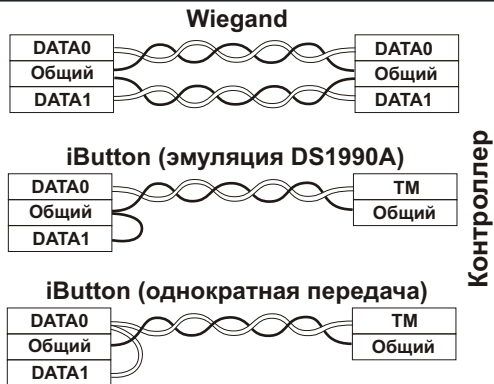 Wiegand
DATA0 DATA0
Общий Общий
DATA1 DATA1
iButton (эмуляция DS1990A)
DATA0 TM
Общий Общий
DATA1
iButton (однократная передача)
DATA0 TM
Общий Общий
DATA1
Контроллер